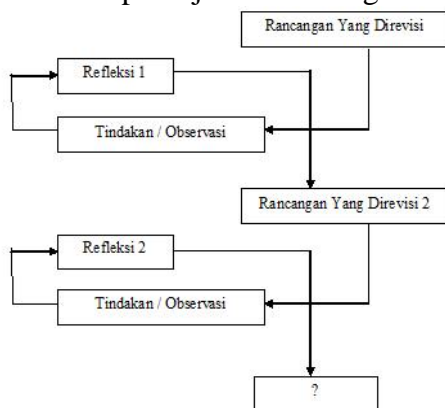 Rancangan Yang Direvisi
Refleksi 1
Tindakan / Observasi
Rancangan Yang Direvisi 2
Refleksi 2
Tindakan / Observasi
?